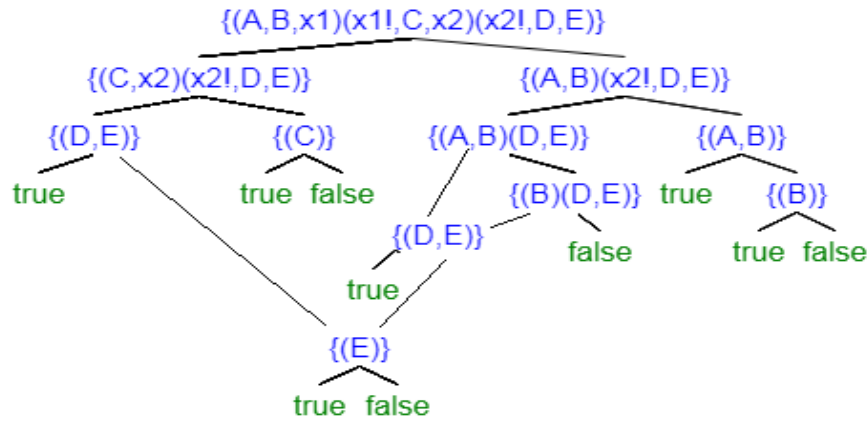 {(A,B,x1)(x1!,C,x2)(x2!,D,E)}
{(C,x2)(x2!,D,E)} {(A,B)(x2!,D,E)}
{(D,E)} {(C)} {(A,B)(D,E)} {(A,B)}
true true false {(B)(D,E)} true {(B)}
{(D,E)} false true false
true
{(E)}
true false